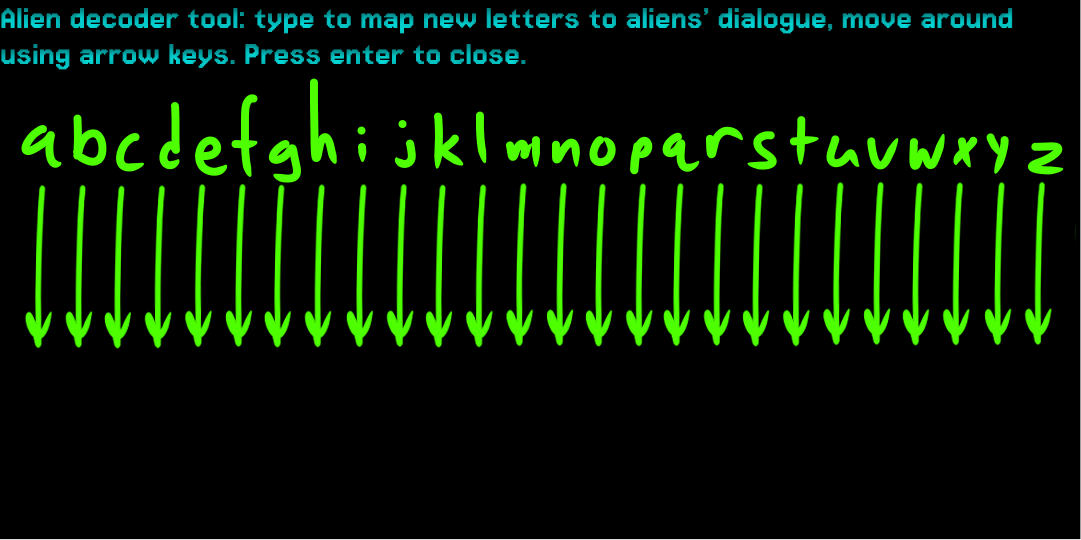 Alien decoder tool: type to map new letters to aliens’ dialogue, move around
using arrow keys. Press enter to close.
a b c d e f g h i j k l m n o p q r s t u v w x y z